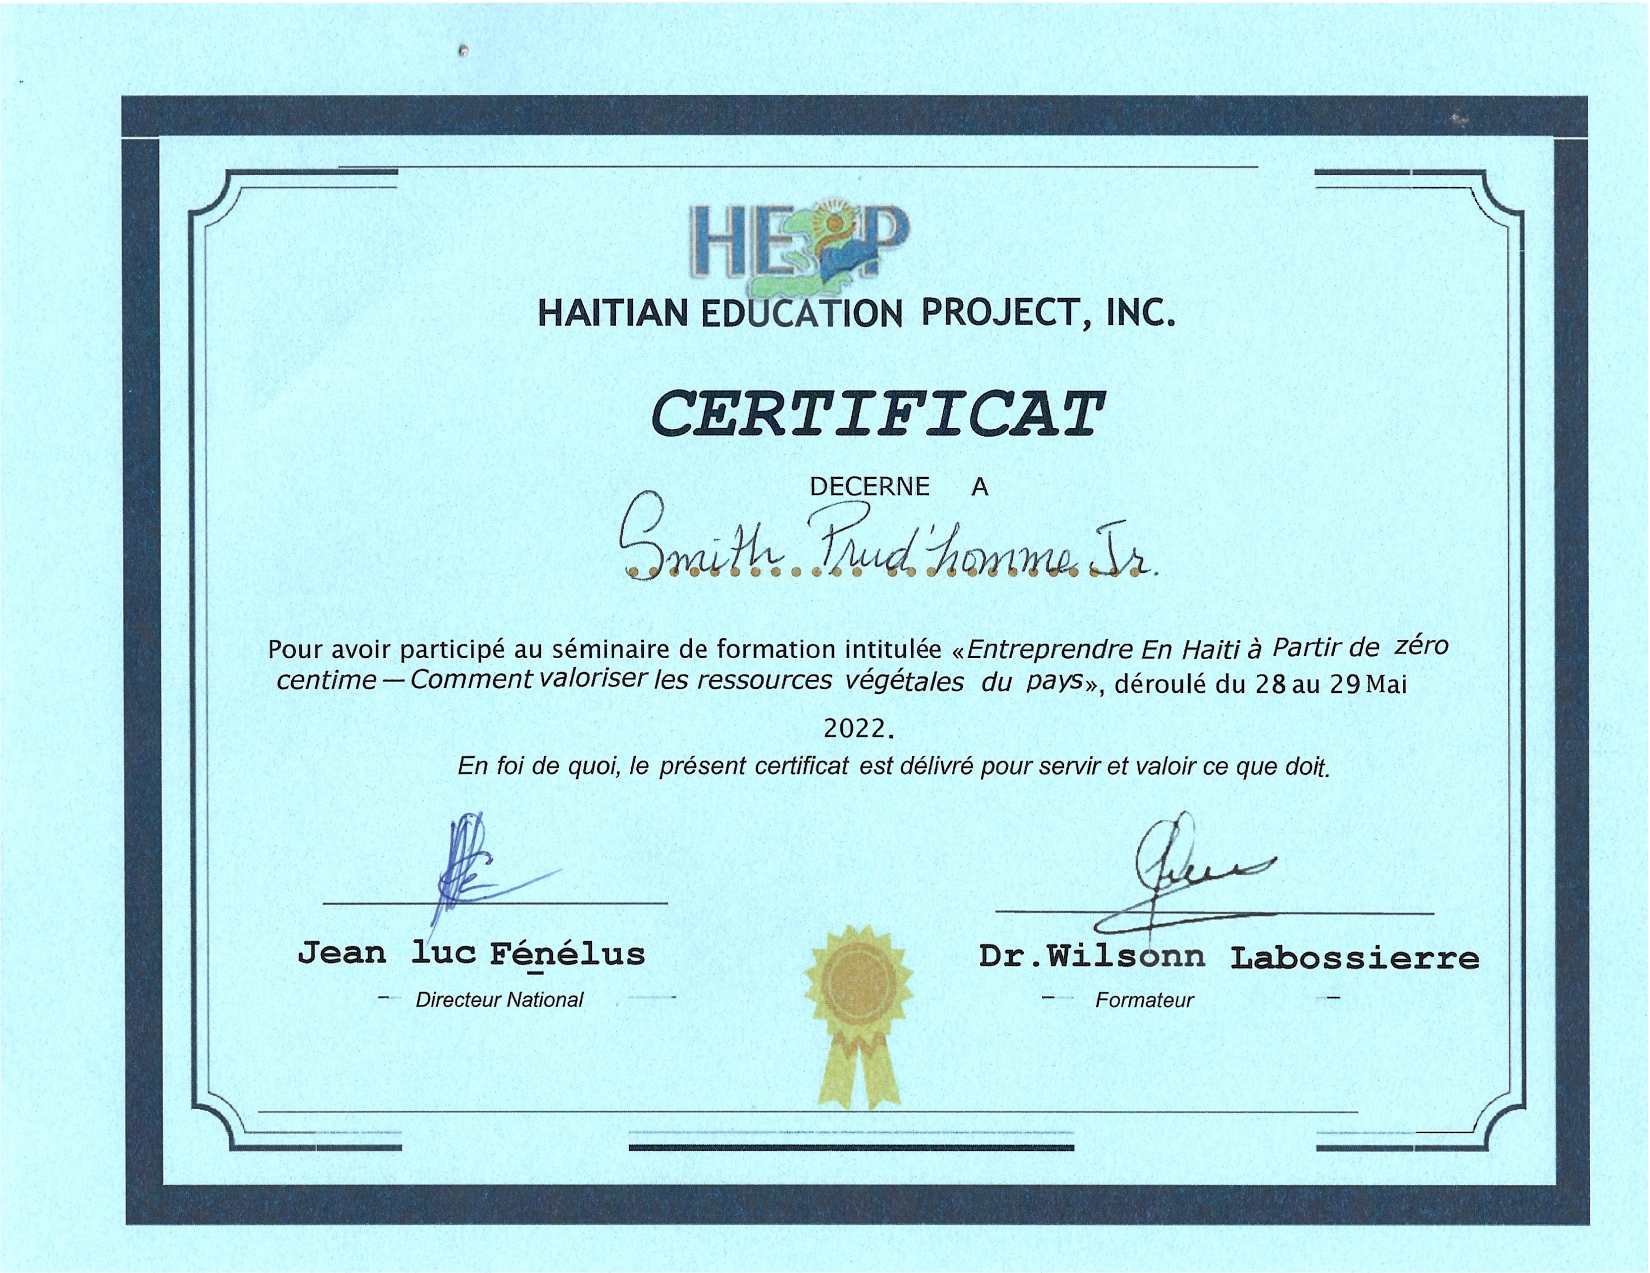 HEP
HAITIAN EDUCATION PROJECT, INC.
CERTIFICAT
DECERNE A
Smith Prud'homme Jr.
Pour avoir participé au séminaire de formation intitulée «Entreprendre En Haiti à Partir de zéro
centime — Comment valoriser les ressources végétales du pays», déroulé du 28 au 29 Mai
2022.
En foi de quoi, le présent certificat est délivré pour servir et valoir ce que doit.
Jean luc Fénélus
Dr.Wilsonn Labossierre
Directeur National
Formateur